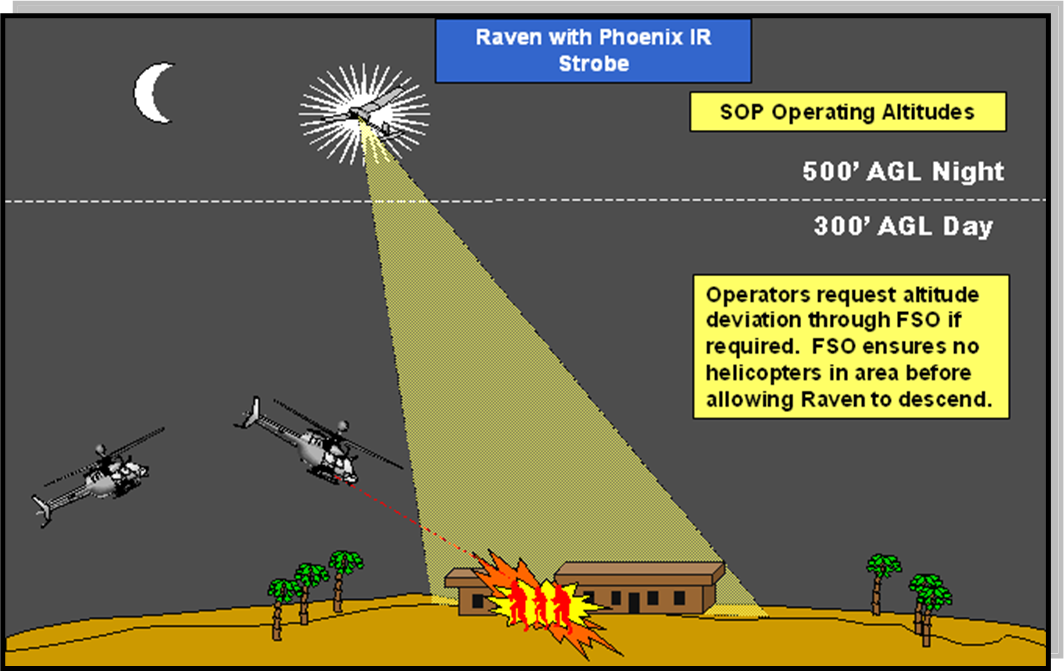 Raven with Phoenix IR
Strobe
SOP Operating Altitudes
500’ AGL Night
300’ AGL Day
Operators request altitude
deviation through FSO if
required.  FSO ensures no
helicopters in area before
allowing Raven to descend.